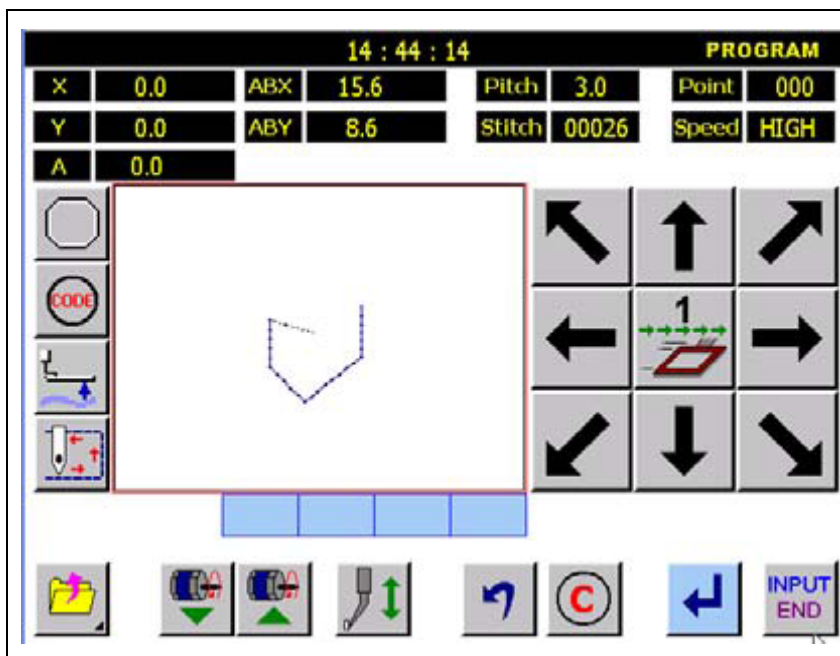 14 : 44 : 14 PROGRAM
X 0.0 ABX 15.6 Pitch 3.0 Point 000
Y 0.0 ABY 8.6 Stitch 00026 Speed HIGH
A 0.0
CODE
1
C
INPUT
END